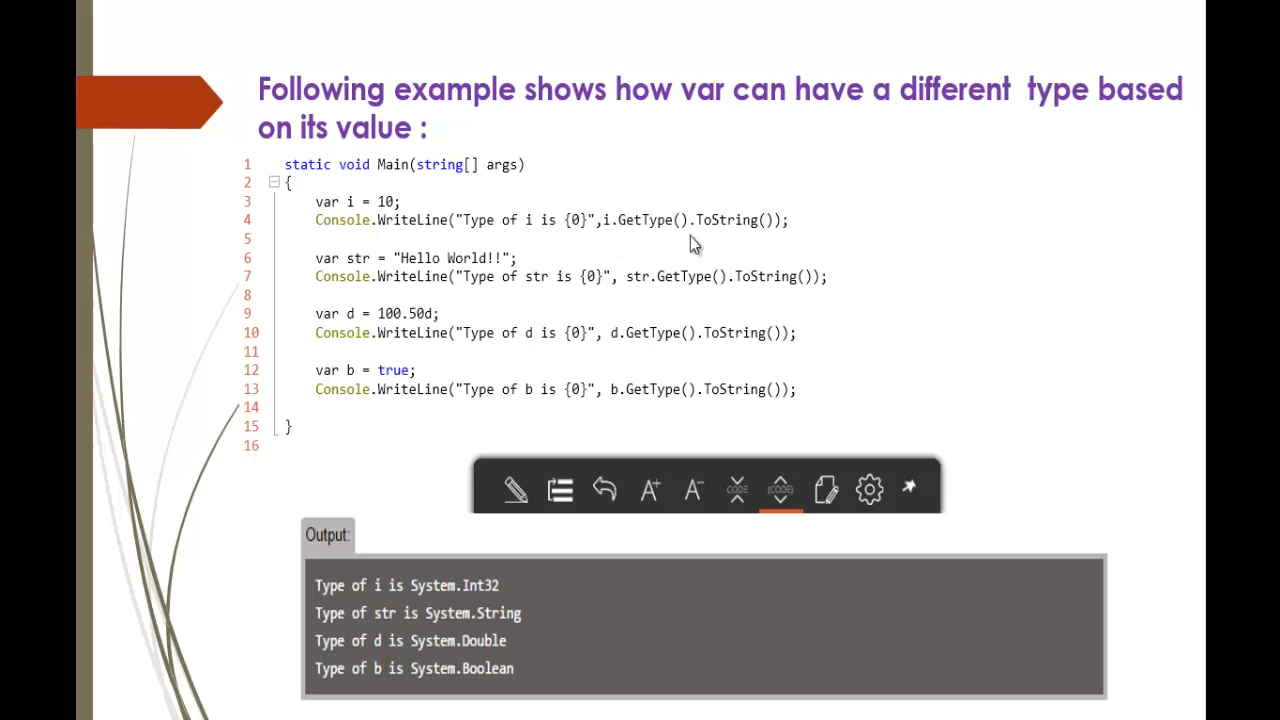 Following example shows how var can have a different type based
on its value :
1 static void Main(string[] args)
2 {
3 var i = 10;
4 Console.WriteLine("Type of i is {0}",i.GetType().ToString());
5
6 var str = "Hello World!!";
7 Console.WriteLine("Type of str is {0}", str.GetType().ToString());
8
9 var d = 100.50d;
10 Console.WriteLine("Type of d is {0}", d.GetType().ToString());
11
12 var b = true;
13 Console.WriteLine("Type of b is {0}", b.GetType().ToString());
14
15 }
16
A+ A- CODE (CODE)
Output:
Type of i is System.Int32
Type of str is System.String
Type of d is System.Double
Type of b is System.Boolean